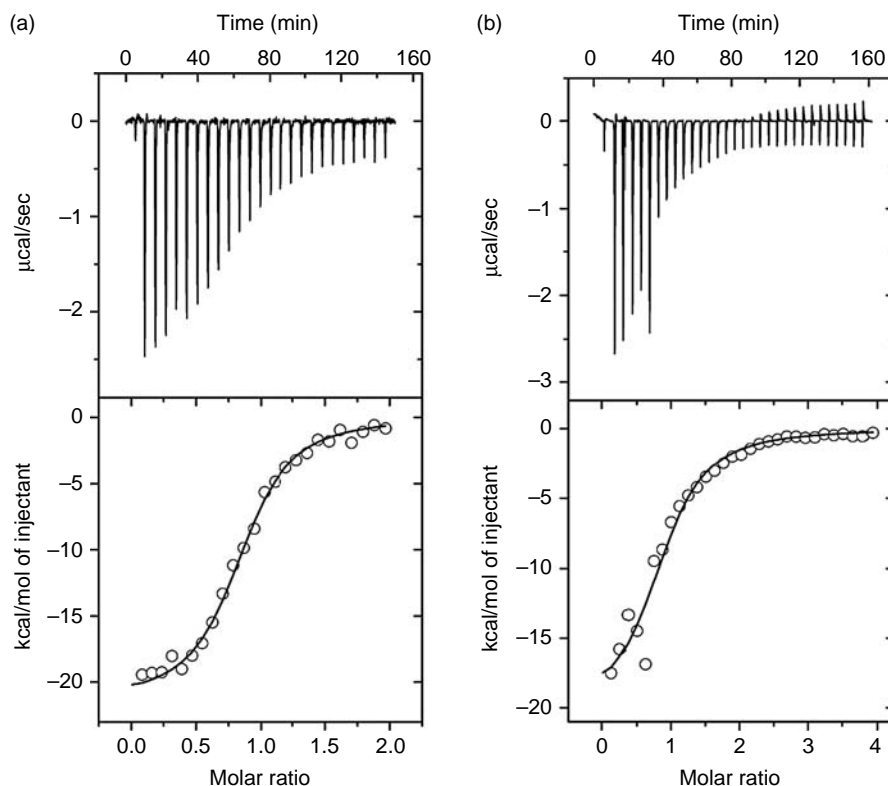 (a)
Time (min)
0 40 80 120 160
0
–1
–2
µcal/sec
0
–5
–10
–15
–20
kcal/mol of injectant
0.0 0.5 1.0 1.5 2.0
Molar ratio
(b)
Time (min)
0 40 80 120 160
0
–1
–2
–3
µcal/sec
0
–5
–10
–15
–20
kcal/mol of injectant
0 1 2 3 4
Molar ratio